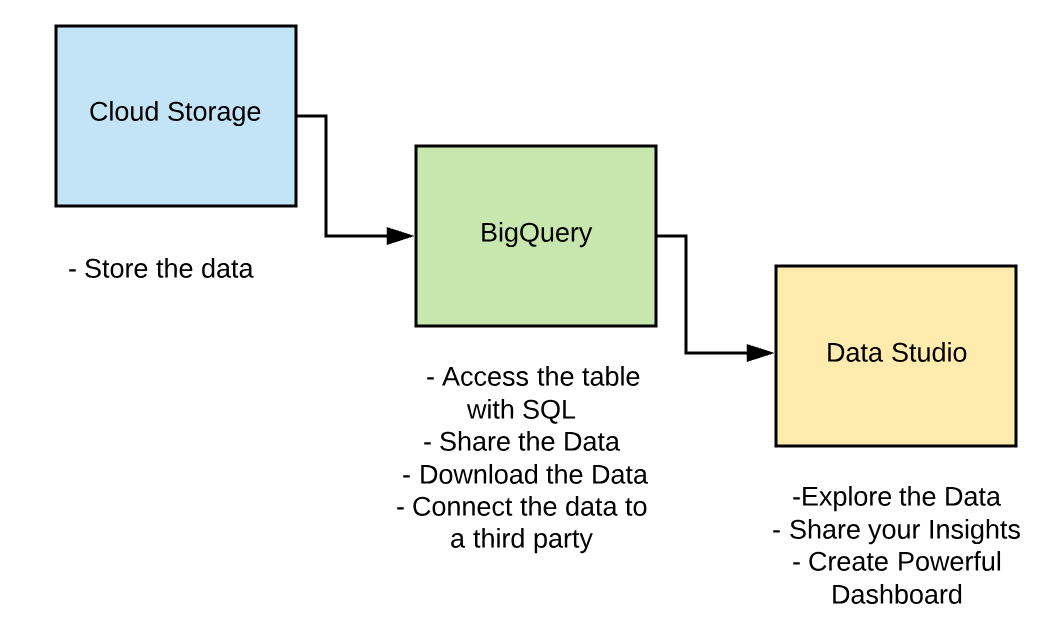 Cloud Storage
- Store the data
BigQuery
- Access the table
with SQL
- Share the Data
- Download the Data
- Connect the data to
a third party
Data Studio
-Explore the Data
- Share your Insights
- Create Powerful
Dashboard